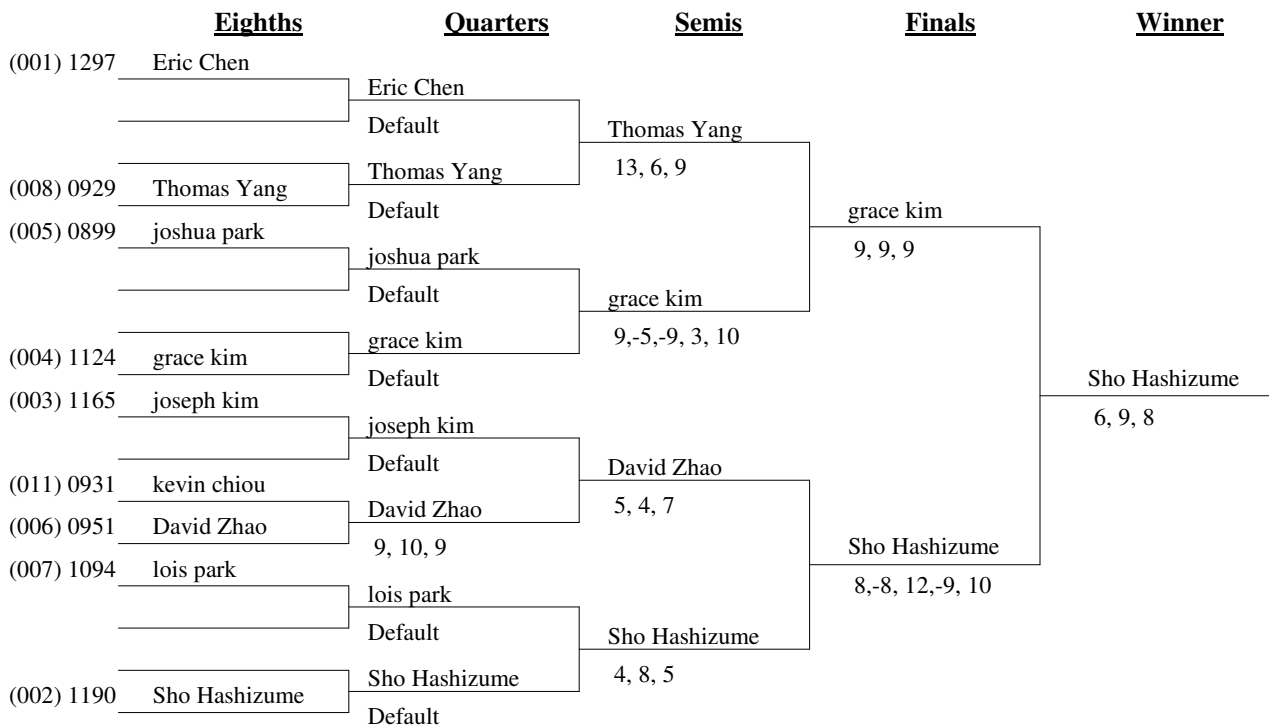 Eighths Quarters Semis Finals Winner
(001) 1297 Eric Chen
Eric Chen
Default
Thomas Yang
13, 6, 9
Thomas Yang
(008) 0929 Thomas Yang
Default
(005) 0899 joshua park
grace kim
9, 9, 9
joshua park
Default
grace kim
9,-5,-9, 3, 10
grace kim
(004) 1124 grace kim
Default
Sho Hashizume
(003) 1165 joseph kim
6, 9, 8
joseph kim
Default
David Zhao
(011) 0931 kevin chiou
5, 4, 7
David Zhao
(006) 0951 David Zhao
9, 10, 9
Sho Hashizume
(007) 1094 lois park
8,-8, 12,-9, 10
lois park
Default
Sho Hashizume
4, 8, 5
Sho Hashizume
(002) 1190 Sho Hashizume
Default